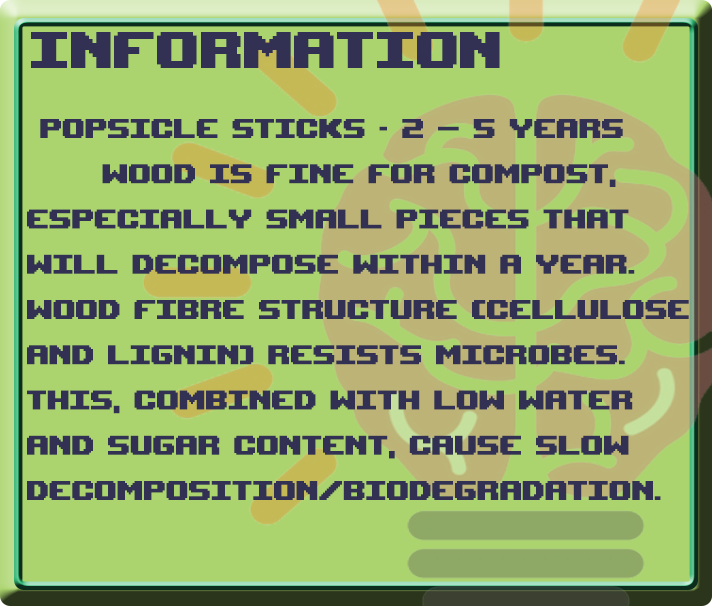 INFORMATION
POPSICLE STICKS - 2 – 5 YEARS
WOOD IS FINE FOR COMPOST,
ESPECIALLY SMALL PIECES THAT
WILL DECOMPOSE WITHIN A YEAR.
WOOD FIBRE STRUCTURE (CELLULOSE
AND LIGNIN) RESISTS MICROBES.
THIS, COMBINED WITH LOW WATER
AND SUGAR CONTENT, CAUSE SLOW
DECOMPOSITION/BIODEGRADATION.